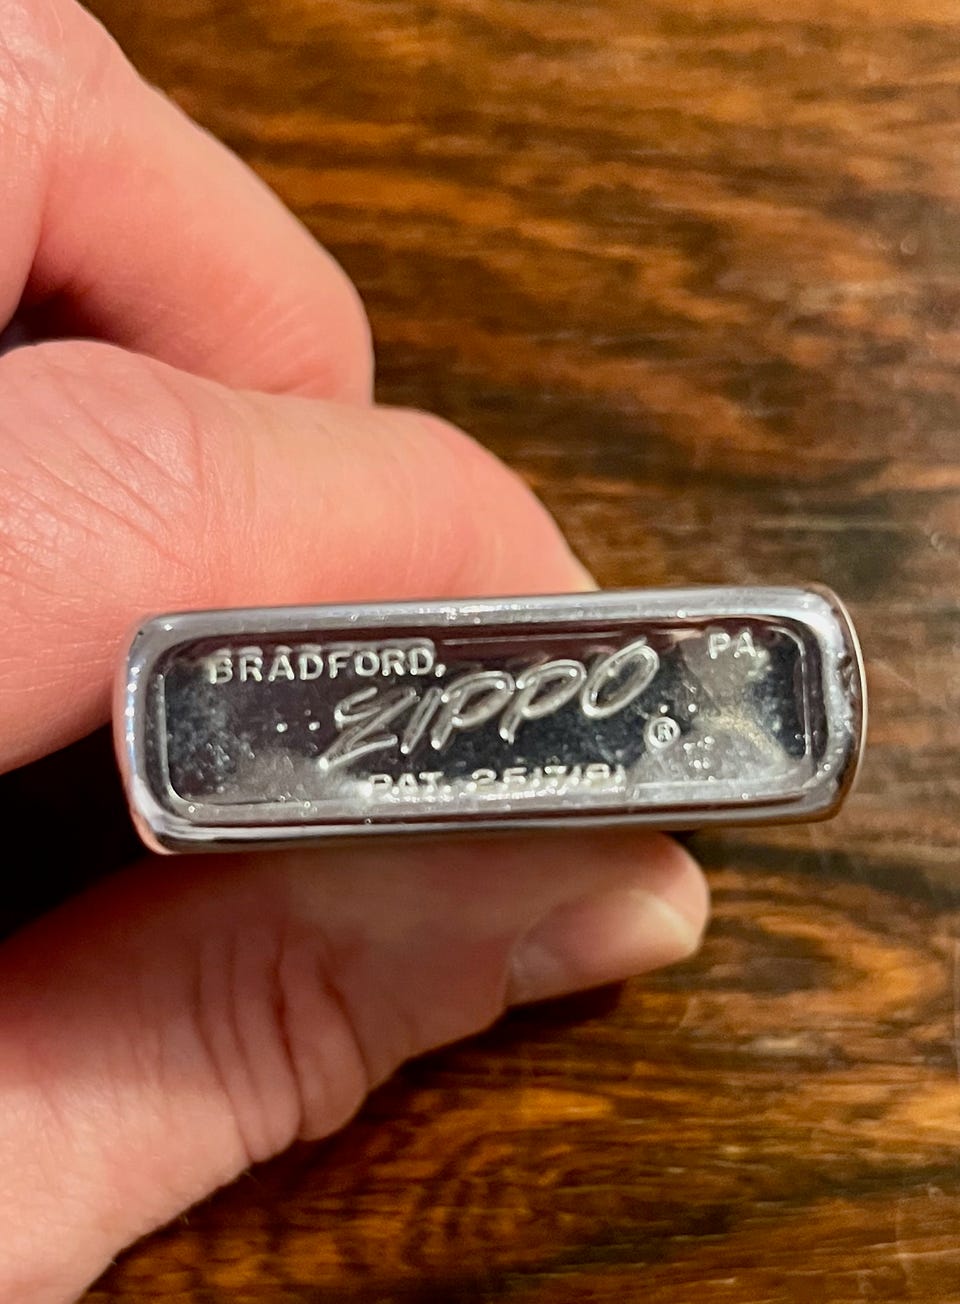 BRADFORD, PA.
ZIPPO ®
PAT. 2517191